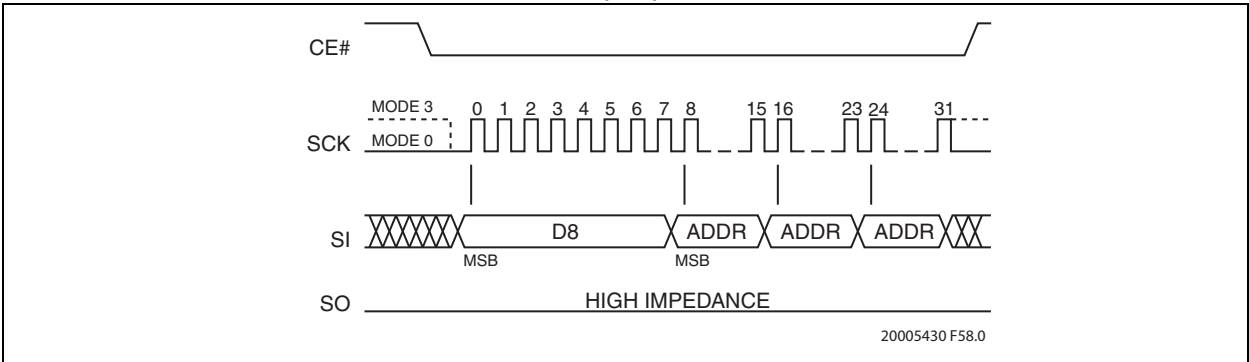 CE#
MODE 3 0 1 2 3 4 5 6 7 8 15 16 23 24 31
SCK MODE 0
SI D8 ADDR ADDR ADDR
MSB MSB
SO HIGH IMPEDANCE
20005430 F58.0